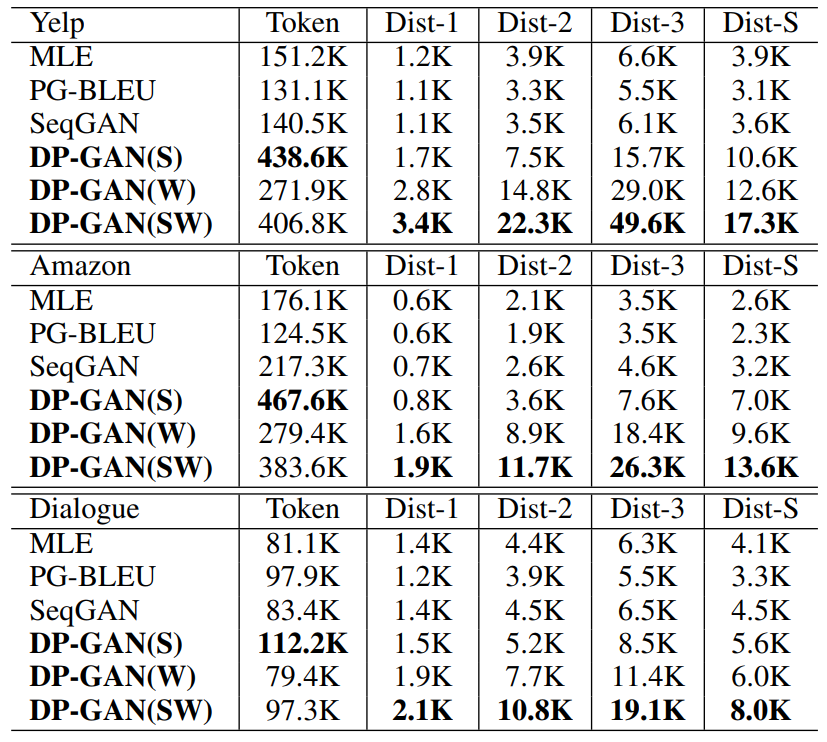 Yelp Token Dist-1 Dist-2 Dist-3 Dist-S
MLE 151.2K 1.2K 3.9K 6.6K 3.9K
PG-BLEU 131.1K 1.1K 3.3K 5.5K 3.1K
SeqGAN 140.5K 1.1K 3.5K 6.1K 3.6K
DP-GAN(S) 438.6K 1.7K 7.5K 15.7K 10.6K
DP-GAN(W) 271.9K 2.8K 14.8K 29.0K 12.6K
DP-GAN(SW) 406.8K 3.4K 22.3K 49.6K 17.3K
Amazon Token Dist-1 Dist-2 Dist-3 Dist-S
MLE 176.1K 0.6K 2.1K 3.5K 2.6K
PG-BLEU 124.5K 0.6K 1.9K 3.5K 2.3K
SeqGAN 217.3K 0.7K 2.6K 4.6K 3.2K
DP-GAN(S) 467.6K 0.8K 3.6K 7.6K 7.0K
DP-GAN(W) 279.4K 1.6K 8.9K 18.4K 9.6K
DP-GAN(SW) 383.6K 1.9K 11.7K 26.3K 13.6K
Dialogue Token Dist-1 Dist-2 Dist-3 Dist-S
MLE 81.1K 1.4K 4.4K 6.3K 4.1K
PG-BLEU 97.9K 1.2K 3.9K 5.5K 3.3K
SeqGAN 83.4K 1.4K 4.5K 6.5K 4.5K
DP-GAN(S) 112.2K 1.5K 5.2K 8.5K 5.6K
DP-GAN(W) 79.4K 1.9K 7.7K 11.4K 6.0K
DP-GAN(SW) 97.3K 2.1K 10.8K 19.1K 8.0K